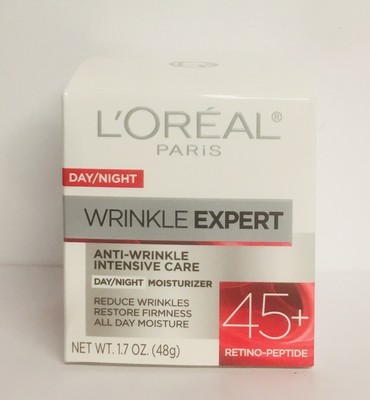 L'ORÉAL®
PARiS
DAY/NIGHT
WRINKLE EXPERT
ANTI-WRINKLE
INTENSIVE CARE
DAY/NIGHT MOISTURIZER
REDUCE WRINKLES
RESTORE FIRMNESS
ALL DAY MOISTURE
45+
RETINO-PEPTIDE
NET WT. 1.7 OZ. (48g)